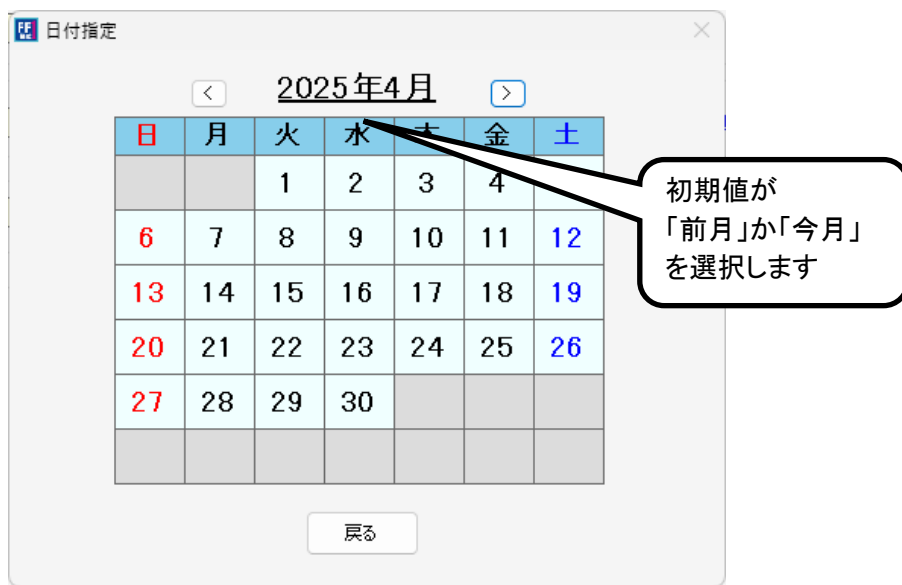 日付指定
< 2025年4月 >
日 月 火 水 木 金 土
1 2 3 4
6 7 8 9 10 11 12
13 14 15 16 17 18 19
20 21 22 23 24 25 26
27 28 29 30
戻る
初期値が
「前月」か「今月」
を選択します